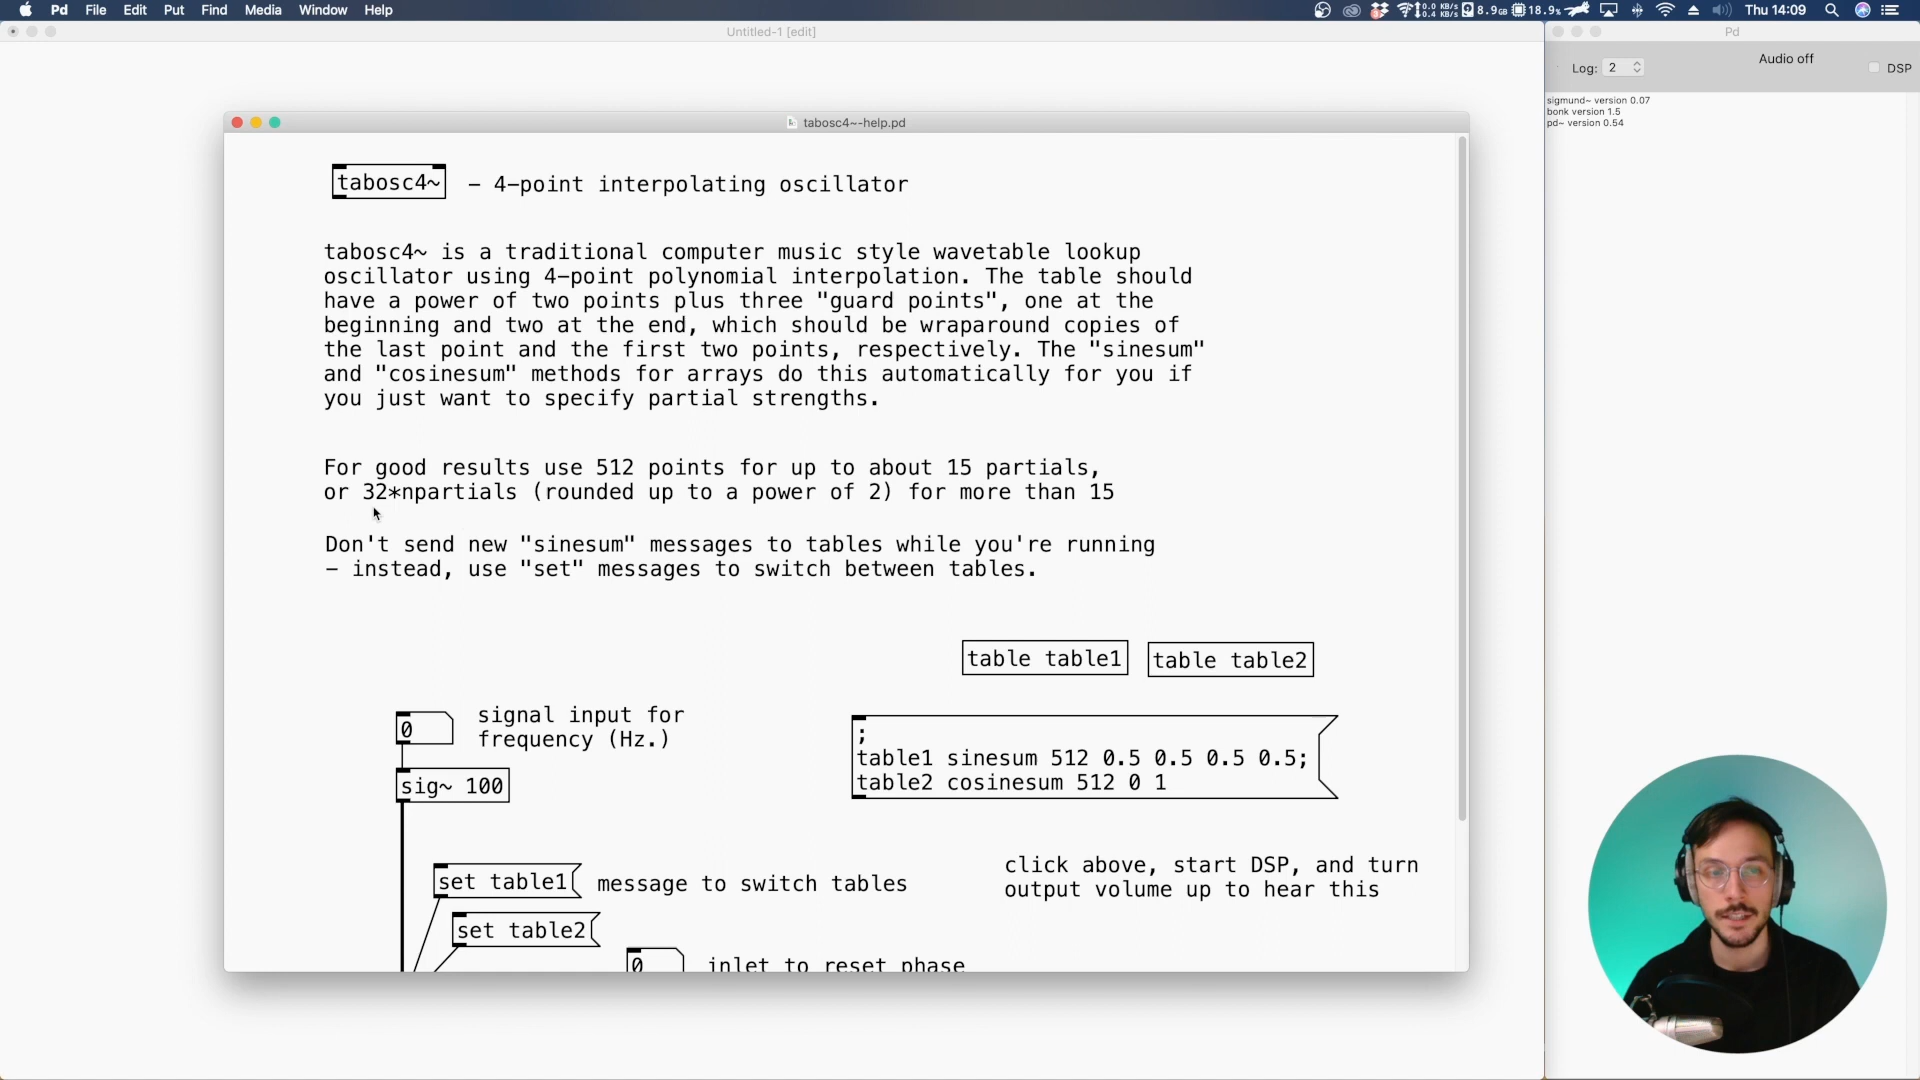 Pd File Edit Put Find Media Window Help
0.0 KB/s
0.4 KB/s
8.9GB
18.9%
Thu 14:09
Untitled-1 [edit]
Pd
Log: 2
Audio off
DSP
sigmund~ version 0.07
bonk version 1.5
pd~ version 0.54
tabosc4~-help.pd
tabosc4~ - 4-point interpolating oscillator
tabosc4~ is a traditional computer music style wavetable lookup
oscillator using 4-point polynomial interpolation. The table should
have a power of two points plus three "guard points", one at the
beginning and two at the end, which should be wraparound copies of
the last point and the first two points, respectively. The "sinesum"
and "cosinesum" methods for arrays do this automatically for you if
you just want to specify partial strengths.
For good results use 512 points for up to about 15 partials,
or 32*npartials (rounded up to a power of 2) for more than 15
Don't send new "sinesum" messages to tables while you're running
- instead, use "set" messages to switch between tables.
table table1
table table2
0
signal input for
frequency (Hz.)
sig~ 100
;
table1 sinesum 512 0.5 0.5 0.5 0.5;
table2 cosinesum 512 0 1
set table1
message to switch tables
set table2
click above, start DSP, and turn
output volume up to hear this
0
inlet to reset phase